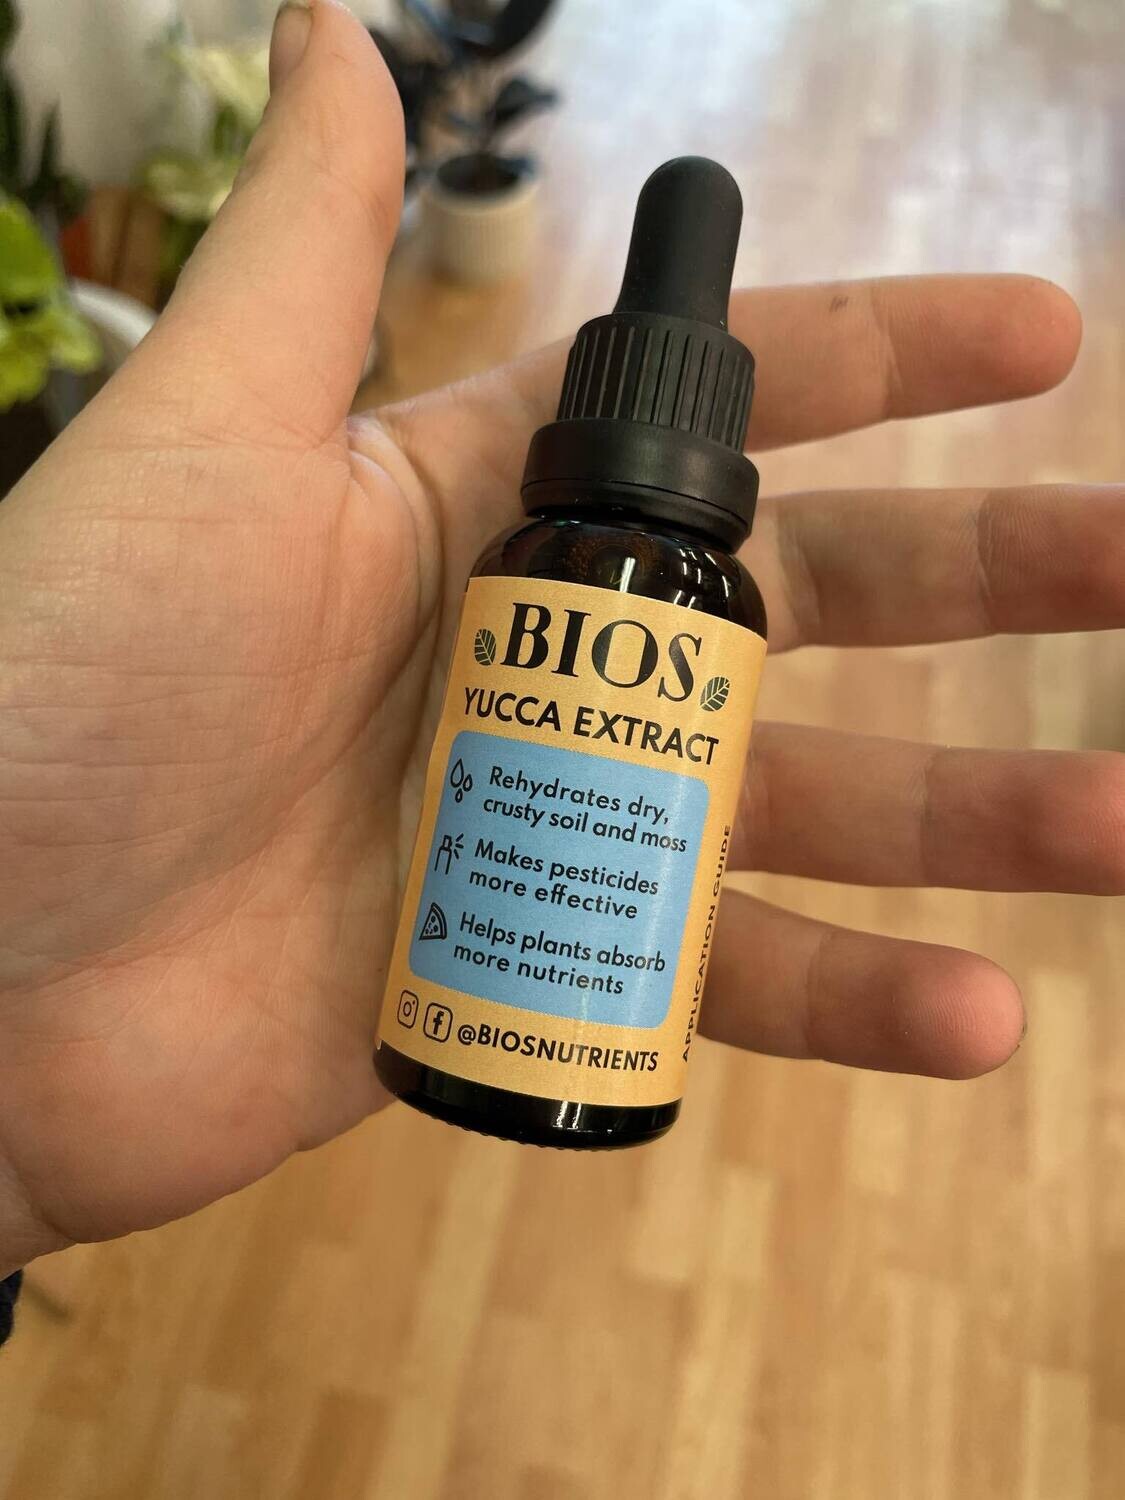 BIOS
YUCCA EXTRACT
Rehydrates dry,
crusty soil and moss
Makes pesticides
more effective
Helps plants absorb
more nutrients
@BIOSNUTRIENTS
APPLICATION GUIDE